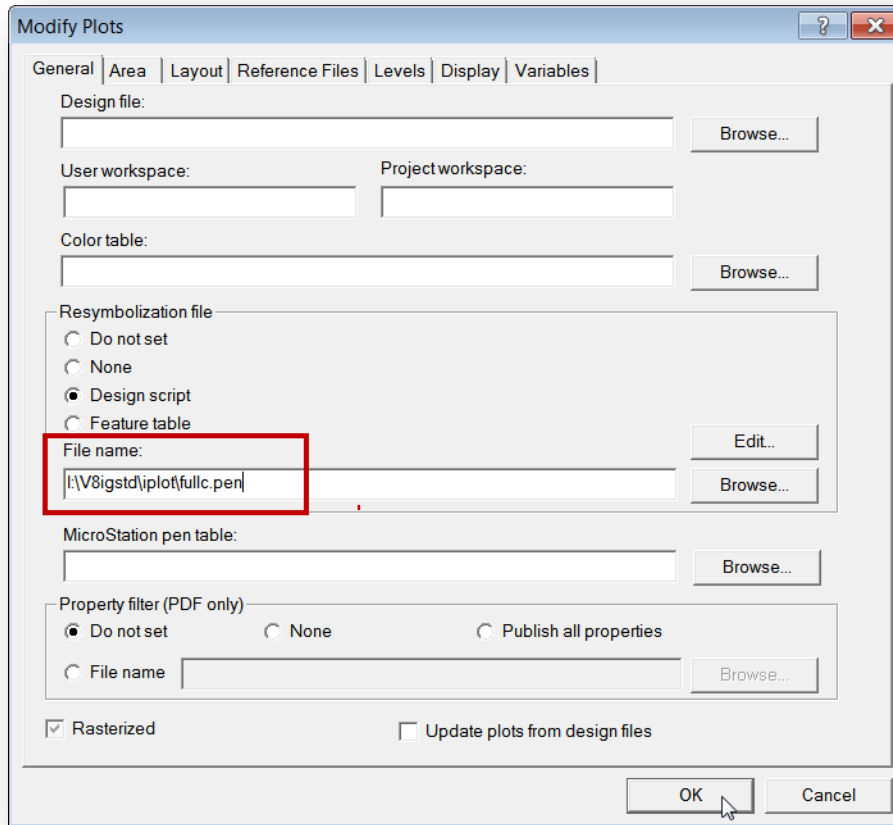 Modify Plots
General Area Layout Reference Files Levels Display Variables
Design file:
Browse...
User workspace: Project workspace:
Color table:
Browse...
Resymbolization file
Do not set
None
Design script
Feature table
Edit...
File name:
I:\V8igstd\iplot\fullc.pen
Browse...
MicroStation pen table:
Browse...
Property filter (PDF only)
Do not set None Publish all properties
File name Browse...
Rasterized Update plots from design files
OK Cancel